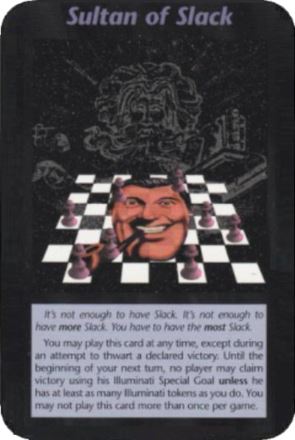 Sultan of Slack
It's not enough to have Slack. It's not enough to
have more Slack. You have to have the most Slack.
You may play this card at any time, except during
an attempt to thwart a declared victory. Until the
beginning of your next turn, no player may claim
victory using his Illuminati Special Goal unless he
has at least as many Illuminati tokens as you do. You
may not play this card more than once per game.